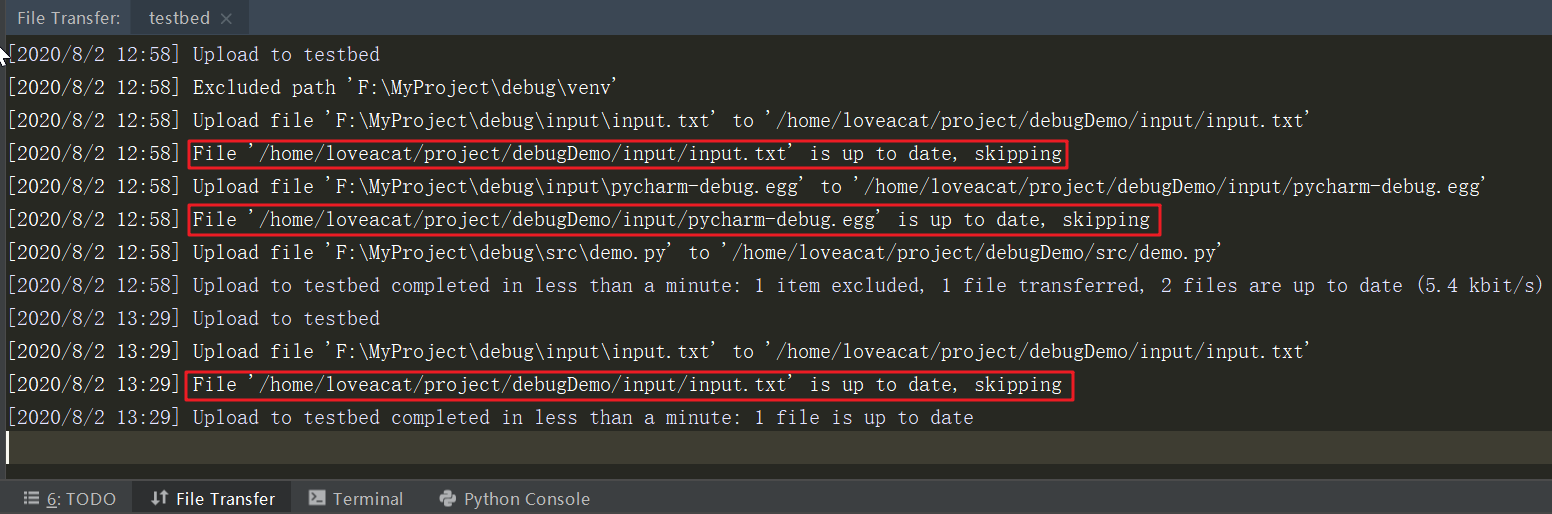 File Transfer: testbed
[2020/8/2 12:58] Upload to testbed
[2020/8/2 12:58] Excluded path 'F:\MyProject\debug\venv'
[2020/8/2 12:58] Upload file 'F:\MyProject\debug\input\input.txt' to '/home/loveacat/project/debugDemo/input/input.txt'
[2020/8/2 12:58] File '/home/loveacat/project/debugDemo/input/input.txt' is up to date, skipping
[2020/8/2 12:58] Upload file 'F:\MyProject\debug\input\pycharm-debug.egg' to '/home/loveacat/project/debugDemo/input/pycharm-debug.egg'
[2020/8/2 12:58] File '/home/loveacat/project/debugDemo/input/pycharm-debug.egg' is up to date, skipping
[2020/8/2 12:58] Upload file 'F:\MyProject\debug\src\demo.py' to '/home/loveacat/project/debugDemo/src/demo.py'
[2020/8/2 12:58] Upload to testbed completed in less than a minute: 1 item excluded, 1 file transferred, 2 files are up to date (5.4 kbit/s)
[2020/8/2 13:29] Upload to testbed
[2020/8/2 13:29] Upload file 'F:\MyProject\debug\input\input.txt' to '/home/loveacat/project/debugDemo/input/input.txt'
[2020/8/2 13:29] File '/home/loveacat/project/debugDemo/input/input.txt' is up to date, skipping
[2020/8/2 13:29] Upload to testbed completed in less than a minute: 1 file is up to date
6: TODO File Transfer Terminal Python Console